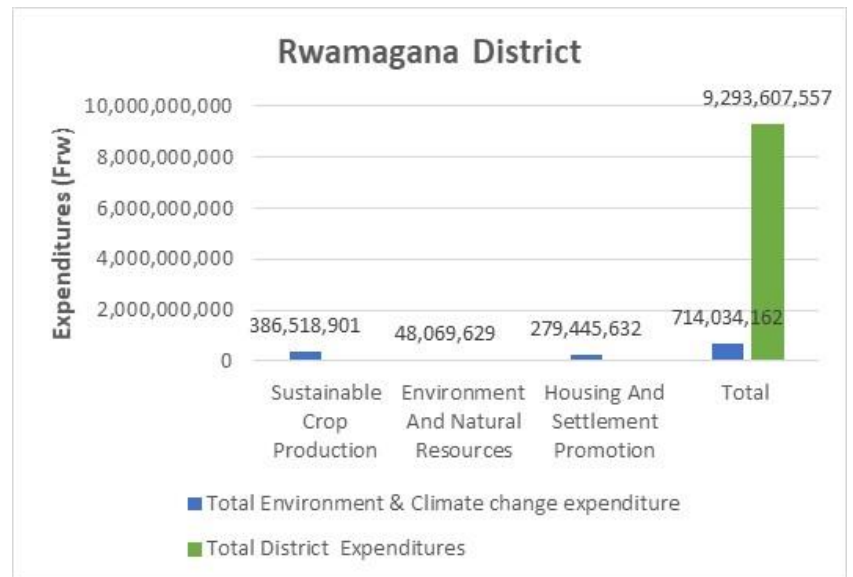 Rwamagana District
Expenditures (Frw)
10,000,000,000
8,000,000,000
6,000,000,000
4,000,000,000
2,000,000,000
0
9,293,607,557
386,518,901
48,069,629
279,445,632
714,034,162
Sustainable
Crop
Production
Environment
And Natural
Resources
Housing And
Settlement
Promotion
Total
Total Environment & Climate change expenditure
Total District Expenditures